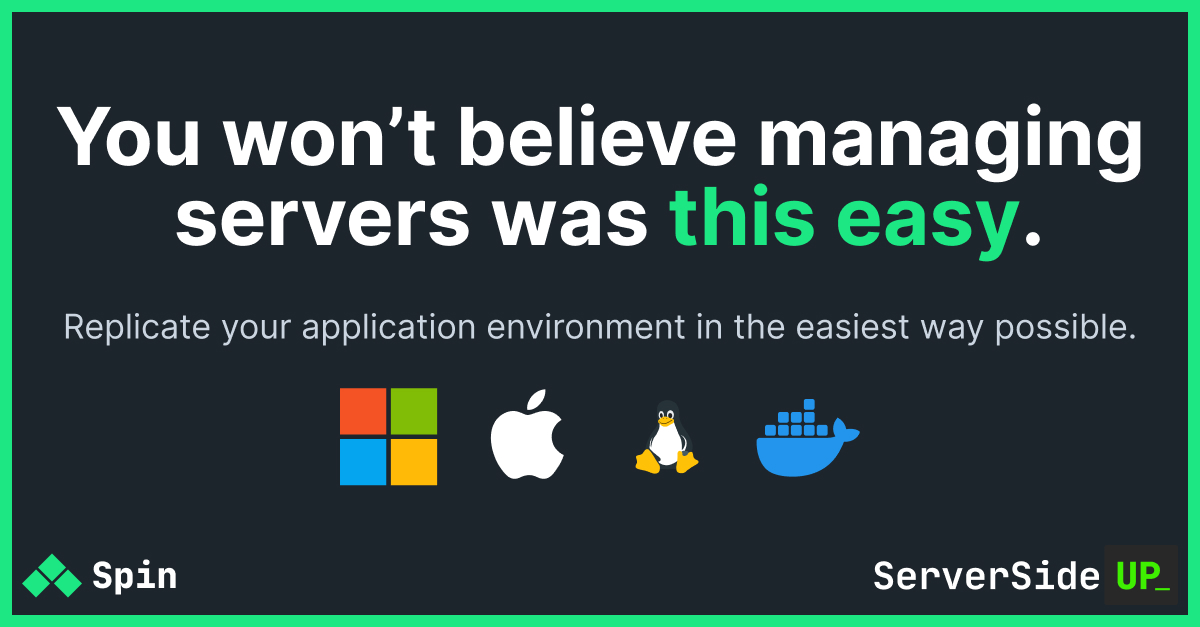 You won’t believe managing
servers was this easy.
Replicate your application environment in the easiest way possible.
Spin
ServerSide UP_